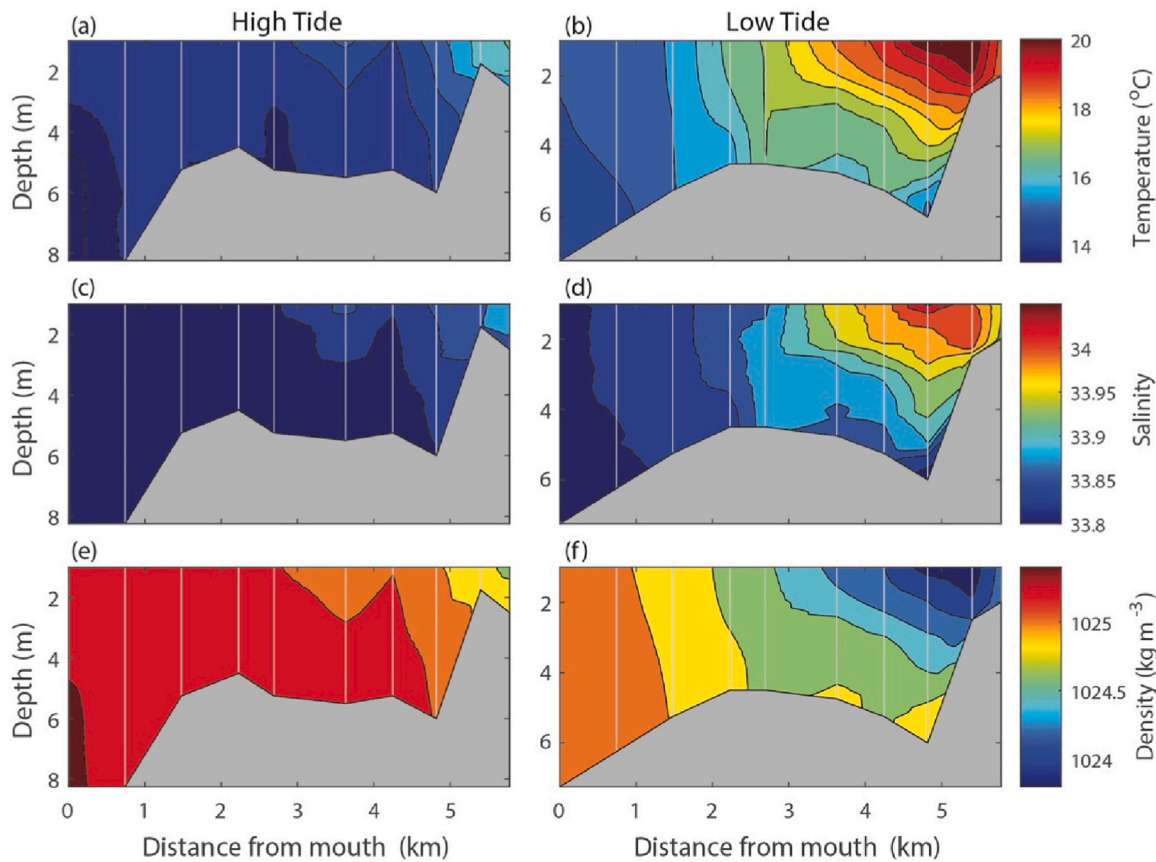 High Tide
Low Tide
(a)
(b)
2
4
6
8
Depth (m)
2
4
6
20
18
16
14
Temperature (°C)
(c)
(d)
2
4
6
8
Depth (m)
2
4
6
34
33.95
33.9
33.85
33.8
Salinity
(e)
(f)
2
4
6
8
Depth (m)
2
4
6
1025
1024.5
1024
Density (kg m⁻³)
0 1 2 3 4 5
0 1 2 3 4 5
Distance from mouth (km)
Distance from mouth (km)